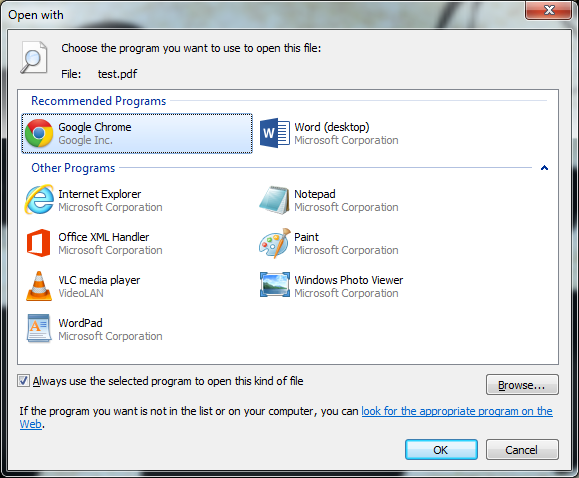 Open with
Choose the program you want to use to open this file:
File: test.pdf
Recommended Programs
Google Chrome
Google Inc.
Word (desktop)
Microsoft Corporation
Other Programs
Internet Explorer
Microsoft Corporation
Notepad
Microsoft Corporation
Office XML Handler
Microsoft Corporation
Paint
Microsoft Corporation
VLC media player
VideoLAN
Windows Photo Viewer
Microsoft Corporation
WordPad
Microsoft Corporation
Always use the selected program to open this kind of file
Browse...
If the program you want is not in the list or on your computer, you can look for the appropriate program on the
Web.
OK
Cancel